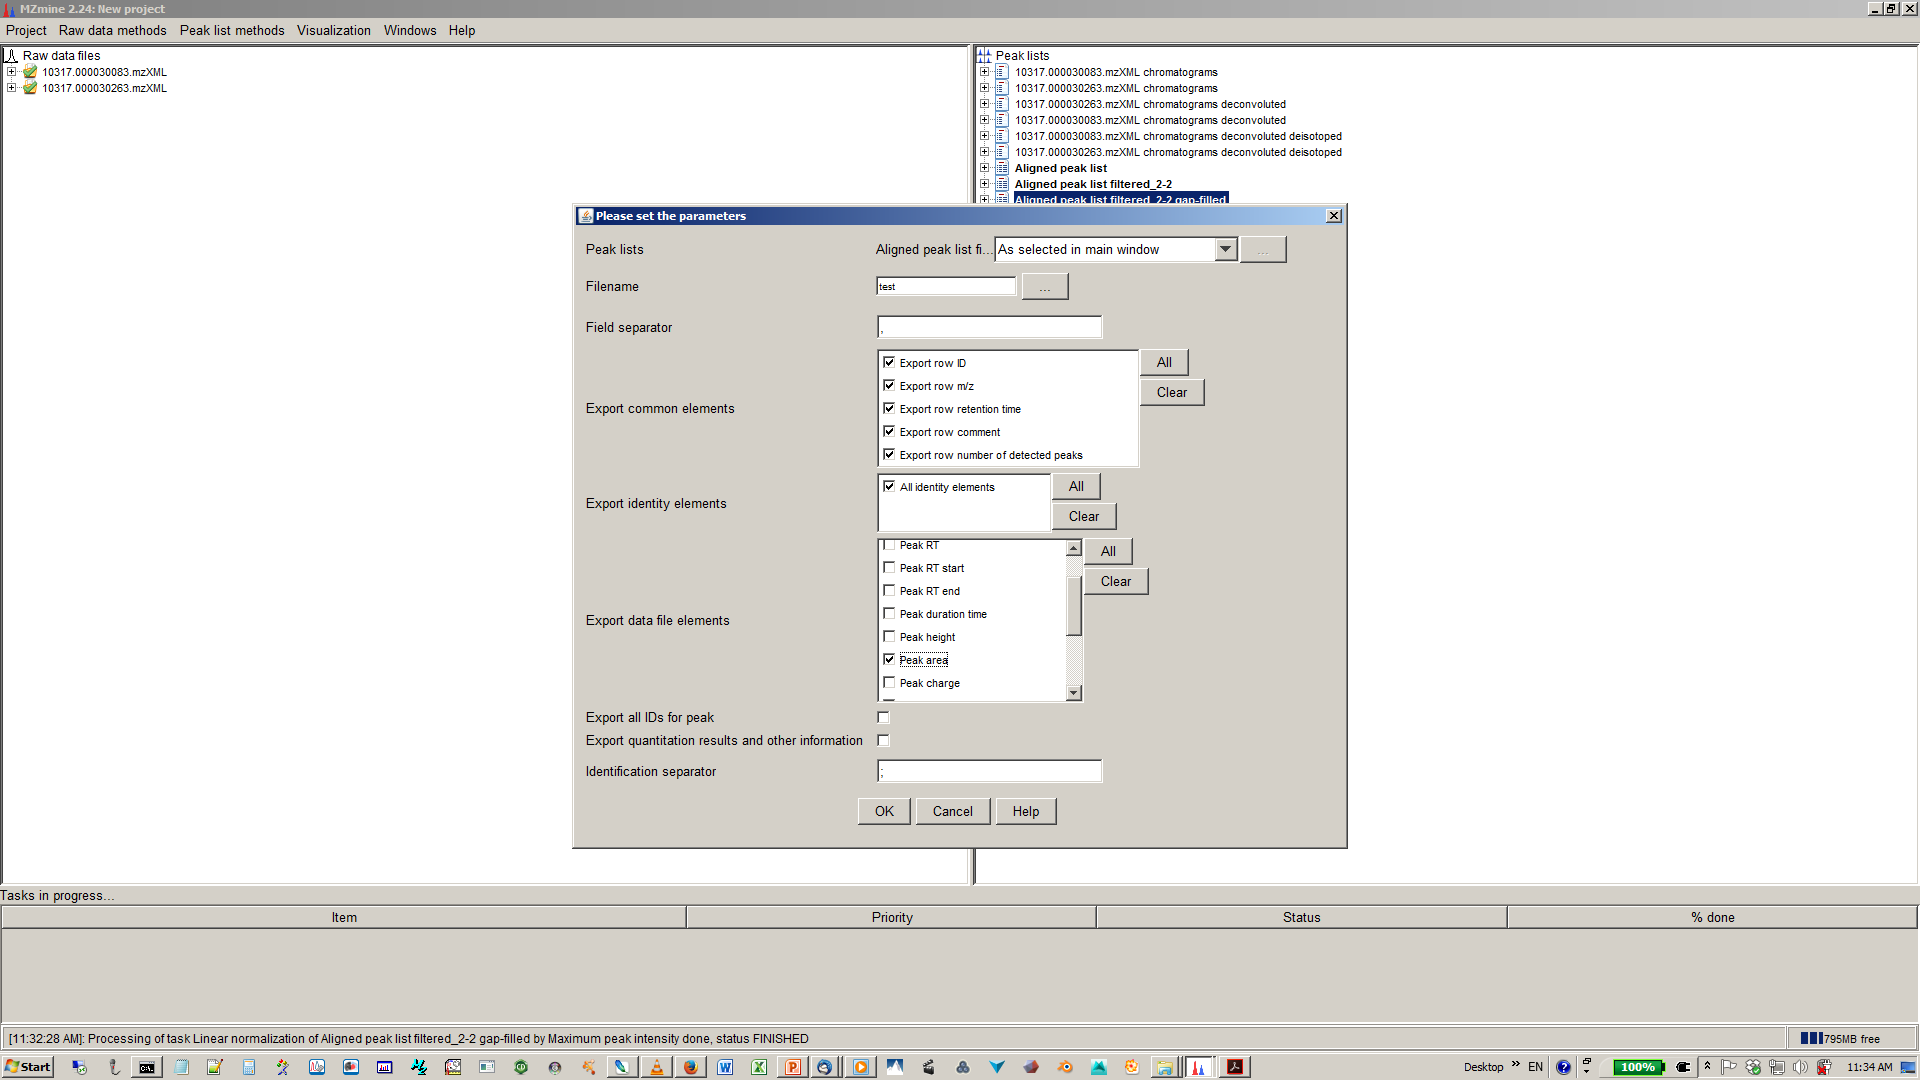 MZmine 2.24: New project
Project Raw data methods Peak list methods Visualization Windows Help
Raw data files
10317.000030083.mzXML
10317.000030263.mzXML
Peak lists
10317.000030083.mzXML chromatograms
10317.000030263.mzXML chromatograms
10317.000030263.mzXML chromatograms deconvoluted
10317.000030083.mzXML chromatograms deconvoluted
10317.000030083.mzXML chromatograms deconvoluted deisotoped
10317.000030263.mzXML chromatograms deconvoluted deisotoped
Aligned peak list
Aligned peak list filtered_2-2
Aligned peak list filtered_2-2 gap-filled
Please set the parameters
Peak lists Aligned peak list fi... As selected in main window ...
Filename test ...
Field separator ,
Export common elements
Export row ID
Export row m/z
Export row retention time
Export row comment
Export row number of detected peaks
All
Clear
Export identity elements
All identity elements
All
Clear
Export data file elements
Peak RT
Peak RT start
Peak RT end
Peak duration time
Peak height
Peak area
Peak charge
All
Clear
Export all IDs for peak
Export quantitation results and other information
Identification separator ;
OK Cancel Help
Tasks in progress...
Item Priority Status % done
[11:32:28 AM]: Processing of task Linear normalization of Aligned peak list filtered_2-2 gap-filled by Maximum peak intensity done, status FINISHED
795MB free
Start Desktop » EN 100% 11:34 AM